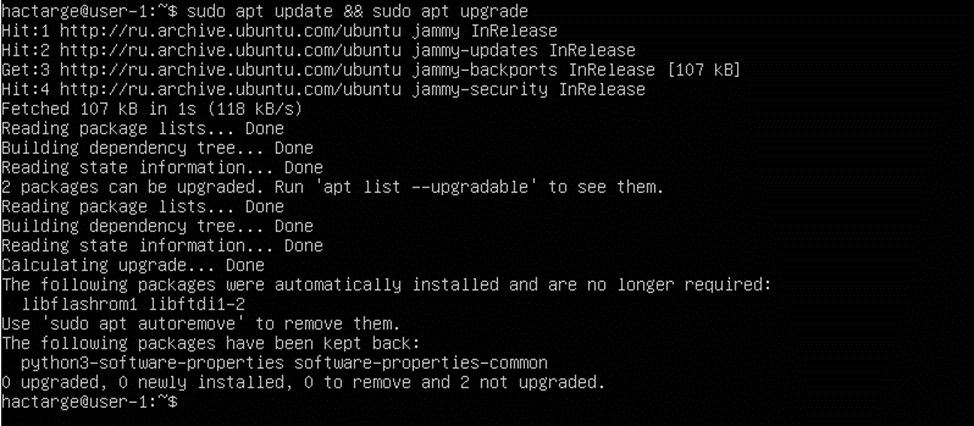 hactarge@user-1:~$ sudo apt update && sudo apt upgrade
Hit:1 http://ru.archive.ubuntu.com/ubuntu jammy InRelease
Hit:2 http://ru.archive.ubuntu.com/ubuntu jammy-updates InRelease
Get:3 http://ru.archive.ubuntu.com/ubuntu jammy-backports InRelease [107 kB]
Hit:4 http://ru.archive.ubuntu.com/ubuntu jammy-security InRelease
Fetched 107 kB in 1s (118 kB/s)
Reading package lists... Done
Building dependency tree... Done
Reading state information... Done
2 packages can be upgraded. Run 'apt list --upgradable' to see them.
Reading package lists... Done
Building dependency tree... Done
Reading state information... Done
Calculating upgrade... Done
The following packages were automatically installed and are no longer required:
  libflashrom1 libftdi1-2
Use 'sudo apt autoremove' to remove them.
The following packages have been kept back:
  python3-software-properties software-properties-common
0 upgraded, 0 newly installed, 0 to remove and 2 not upgraded.
hactarge@user-1:~$